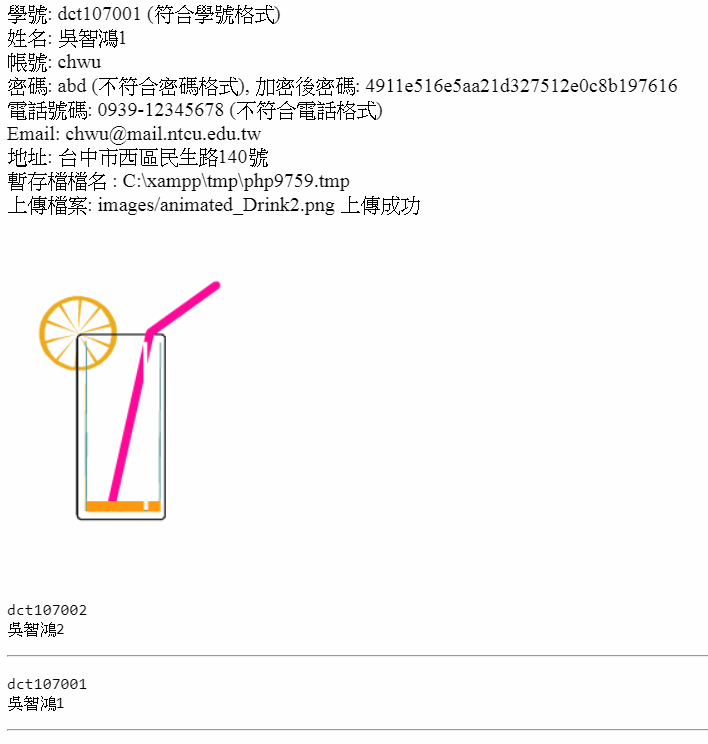 學號: dct107001 (符合學號格式)
姓名: 吳智鴻1
帳號: chwu
密碼: abd (不符合密碼格式), 加密後密碼: 4911e516e5aa21d327512e0c8b197616
電話號碼: 0939-12345678 (不符合電話格式)
Email: chwu@mail.ntcu.edu.tw
地址: 台中市西區民生路140號
暫存檔檔名 : C:\xampp\tmp\php9759.tmp
上傳檔案: images/animated_Drink2.png 上傳成功
dct107002
吳智鴻2
dct107001
吳智鴻1